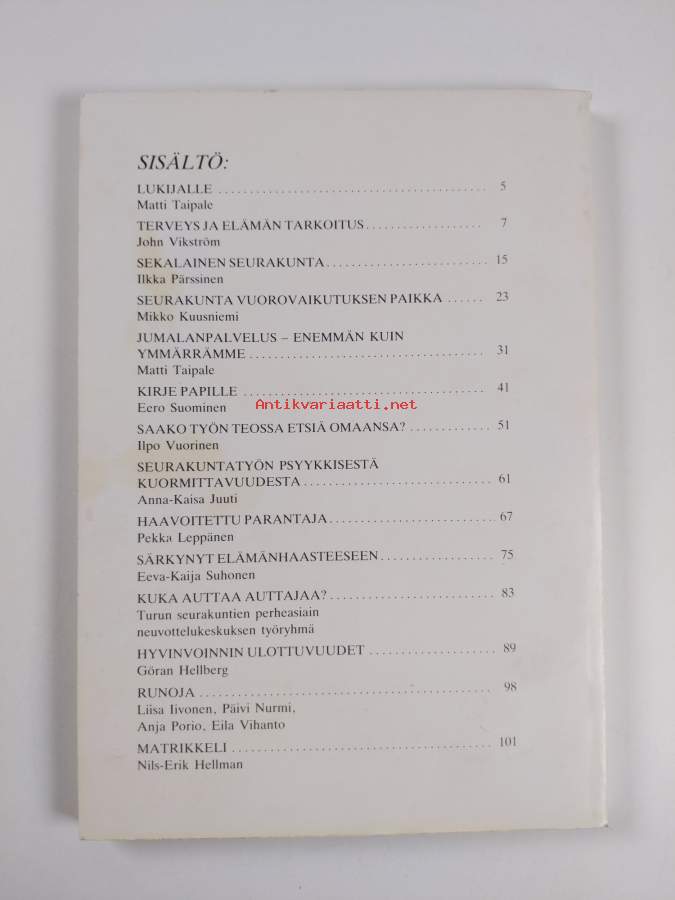 SISÄLTÖ:
LUKIJALLE ........................................ 5
Matti Taipale
TERVEYS JA ELÄMÄN TARKOITUS................... 7
John Vikström
SEKALAINEN SEURAKUNTA.......................... 15
Ilkka Pärssinen
SEURAKUNTA VUOROVAIKUTUKSEN PAIKKA ...... 23
Mikko Kuusniemi
JUMALANPALVELUS – ENEMMÄN KUIN
YMMÄRRÄMME ..................................... 31
Matti Taipale
KIRJE PAPILLE ..................................... 41
Eero Suominen
Antikvariaatti.net
SAAKO TYÖN TEOSSA ETSIÄ OMAANSA? ............. 51
Ilpo Vuorinen
SEURAKUNTATYÖN PSYYKKISESTÄ
KUORMITTAVUUDESTA ............................. 61
Anna-Kaisa Juuti
HAAVOITETTU PARANTAJA.......................... 67
Pekka Leppänen
SÄRKYNYT ELÄMÄNHAASTEESEEN.................. 75
Eeva-Kaija Suhonen
KUKA AUTTAA AUTTAJAA? .......................... 83
Turun seurakuntien perheasiain
neuvottelukeskuksen työryhmä
HYVINVOINNIN ULOTTUVUUDET ................... 89
Göran Hellberg
RUNOJA ........................................... 98
Liisa Iivonen, Päivi Nurmi,
Anja Porio, Eila Vihanto
MATRIKKELI ...................................... 101
Nils-Erik Hellman